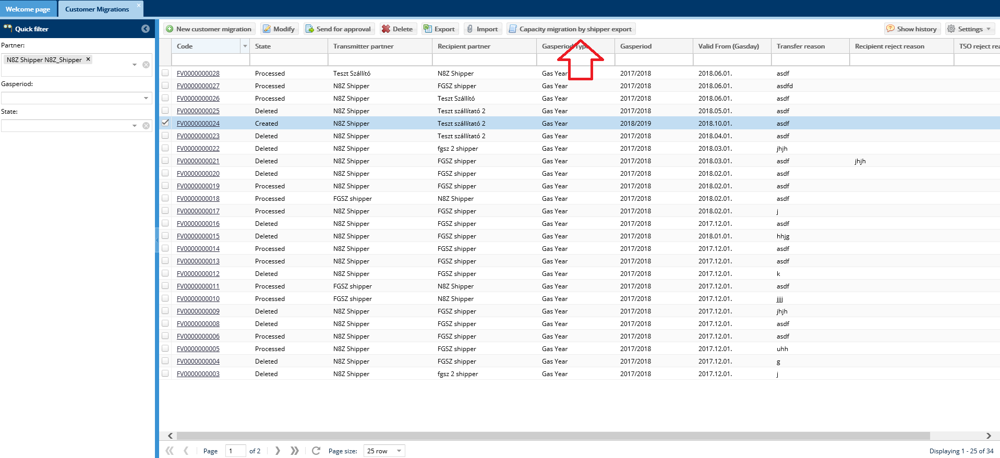 Welcome page Customer Migrations
Quick filter
Partner:
N8Z Shipper N8Z_Shipper
Gasperiod:
State:
New customer migration Modify Send for approval Delete Export Import Capacity migration by shipper export Show history Settings
Code State Transmitter partner Recipient partner Gasperiod Type Gasperiod Valid From (Gasday) Transfer reason Recipient reject reason TSO reject rea
FV0000000028 Processed Teszt Szállító N8Z Shipper Gas Year 2017/2018 2018.06.01. asdf
FV0000000027 Processed N8Z Shipper FGSZ shipper Gas Year 2017/2018 2018.06.01. asdfd
FV0000000026 Processed N8Z Shipper Teszt Szállító Gas Year 2017/2018 2018.06.01. asdf
FV0000000025 Deleted N8Z Shipper Teszt szállítató 2 Gas Year 2017/2018 2018.05.01. asdf
FV0000000024 Created N8Z Shipper Teszt szállítató 2 Gas Year 2018/2019 2018.10.01. asdf
FV0000000023 Deleted N8Z Shipper Teszt szállítató 2 Gas Year 2017/2018 2018.04.01. asdf
FV0000000022 Deleted N8Z Shipper fgsz 2 shipper Gas Year 2017/2018 2018.03.01. jhjh
FV0000000021 Deleted N8Z Shipper FGSZ shipper Gas Year 2017/2018 2018.03.01. asdf jhjh
FV0000000020 Deleted N8Z Shipper FGSZ shipper Gas Year 2017/2018 2018.02.01. asdf
FV0000000019 Processed N8Z Shipper FGSZ shipper Gas Year 2017/2018 2018.02.01. asdf
FV0000000018 Processed FGSZ shipper N8Z Shipper Gas Year 2017/2018 2018.02.01. asdf
FV0000000017 Processed N8Z Shipper FGSZ shipper Gas Year 2017/2018 2018.02.01. j
FV0000000016 Deleted N8Z Shipper FGSZ shipper Gas Year 2017/2018 2017.12.01. asdf
FV0000000015 Deleted N8Z Shipper FGSZ shipper Gas Year 2017/2018 2018.01.01. hhjg
FV0000000014 Processed N8Z Shipper FGSZ shipper Gas Year 2017/2018 2017.12.01. asdf
FV0000000013 Processed N8Z Shipper FGSZ shipper Gas Year 2017/2018 2017.12.01. asdf
FV0000000012 Deleted N8Z Shipper FGSZ shipper Gas Year 2017/2018 2017.12.01. k
FV0000000011 Processed FGSZ shipper N8Z Shipper Gas Year 2017/2018 2017.12.01. asdf
FV0000000010 Processed FGSZ shipper N8Z Shipper Gas Year 2017/2018 2017.12.01. jjjj
FV0000000009 Deleted N8Z Shipper FGSZ shipper Gas Year 2017/2018 2017.12.01. jhjh
FV0000000008 Deleted N8Z Shipper FGSZ shipper Gas Year 2017/2018 2017.12.01. asdf
FV0000000006 Processed N8Z Shipper FGSZ shipper Gas Year 2017/2018 2017.12.01. asdf
FV0000000005 Processed N8Z Shipper FGSZ shipper Gas Year 2017/2018 2017.12.01. uhh
FV0000000004 Deleted N8Z Shipper FGSZ shipper Gas Year 2017/2018 2017.12.01. g
FV0000000003 Deleted N8Z Shipper fgsz 2 shipper Gas Year 2017/2018 2017.12.01. j
Page 1 of 2 Page size: 25 row Displaying 1 - 25 of 34